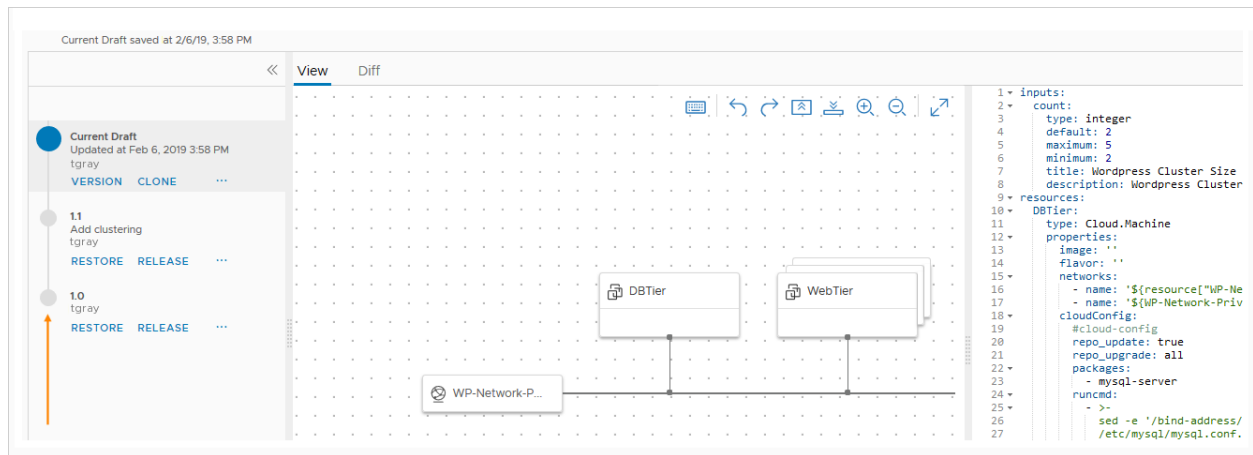 Current Draft saved at 2/6/19, 3:58 PM
View Diff
Current Draft
Updated at Feb 6, 2019 3:58 PM
tgray
VERSION CLONE ...
1.1
Add clustering
tgray
RESTORE RELEASE ...
1.0
tgray
RESTORE RELEASE ...
DBTier
WebTier
WP-Network-P...
1 inputs:
2 count:
3 type: integer
4 default: 2
5 maximum: 5
6 minimum: 2
7 title: Wordpress Cluster Size
8 description: Wordpress Cluster
9 resources:
10 DBTier:
11 type: Cloud.Machine
12 properties:
13 image: ''
14 flavor: ''
15 networks:
16 - name: '${resource["WP-Ne
17 - name: '${WP-Network-Priv
18 cloudConfig:
19 #cloud-config
20 repo_update: true
21 repo_upgrade: all
22 packages:
23 - mysql-server
24 runcmd:
25 - >-
26 sed -e '/bind-address/
27 /etc/mysql/mysql.conf.